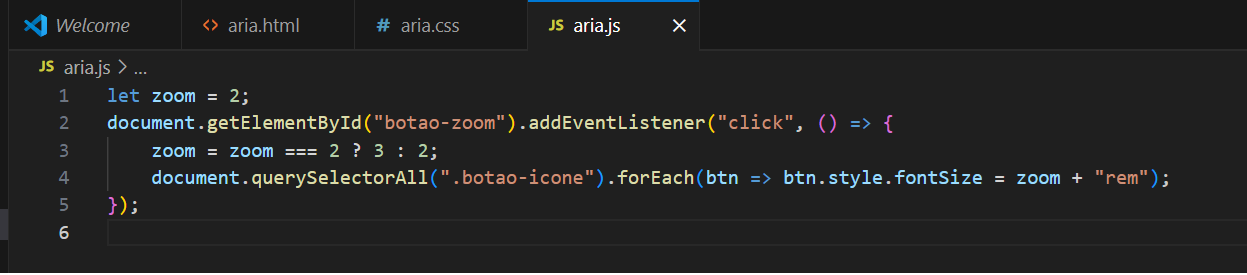 Welcome
<> aria.html
# aria.css
JS aria.js ×
JS aria.js > ...
1 let zoom = 2;
2 document.getElementById("botao-zoom").addEventListener("click", () => {
3     zoom = zoom === 2 ? 3 : 2;
4     document.querySelectorAll(".botao-icone").forEach(btn => btn.style.fontSize = zoom + "rem");
5 });
6